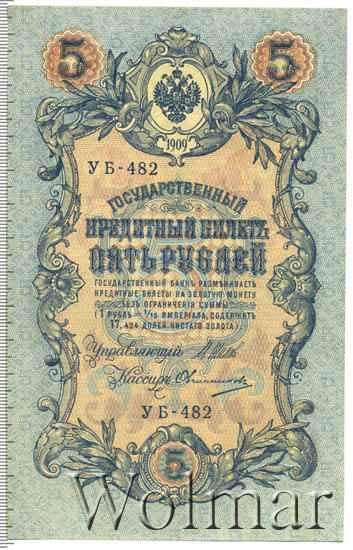 5 5
1909
УБ-482
ГОСУДАРСТВЕННЫЙ
КРЕДИТНЫЙ БИЛЕТЪ
ПЯТЬ РУБЛЕЙ
ГОСУДАРСТВЕННЫЙ БАНКЪ РАЗМѢНИВАЕТЪ
КРЕДИТНЫЕ БИЛЕТЫ НА ЗОЛОТУЮ МОНЕТУ
БЕЗЪ ОГРАНИЧЕНІЯ СУММЫ
(1 РУБЛЬ = 1/15 ИМПЕРІАЛА, СОДЕРЖИТЪ
17,424 ДОЛЕЙ ЧИСТАГО ЗОЛОТА)
Управляющій
Кассиръ Овчинниковъ
УБ-482
5
Wolmar